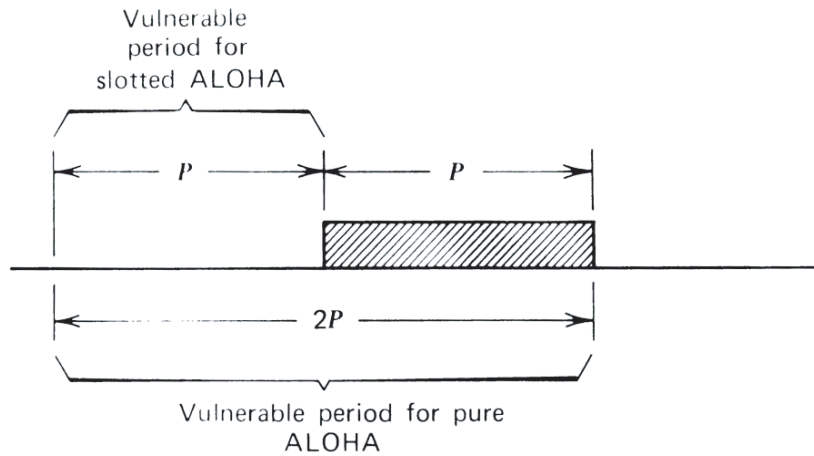 Vulnerable
period for
slotted ALOHA
P
P
2P
Vulnerable period for pure
ALOHA